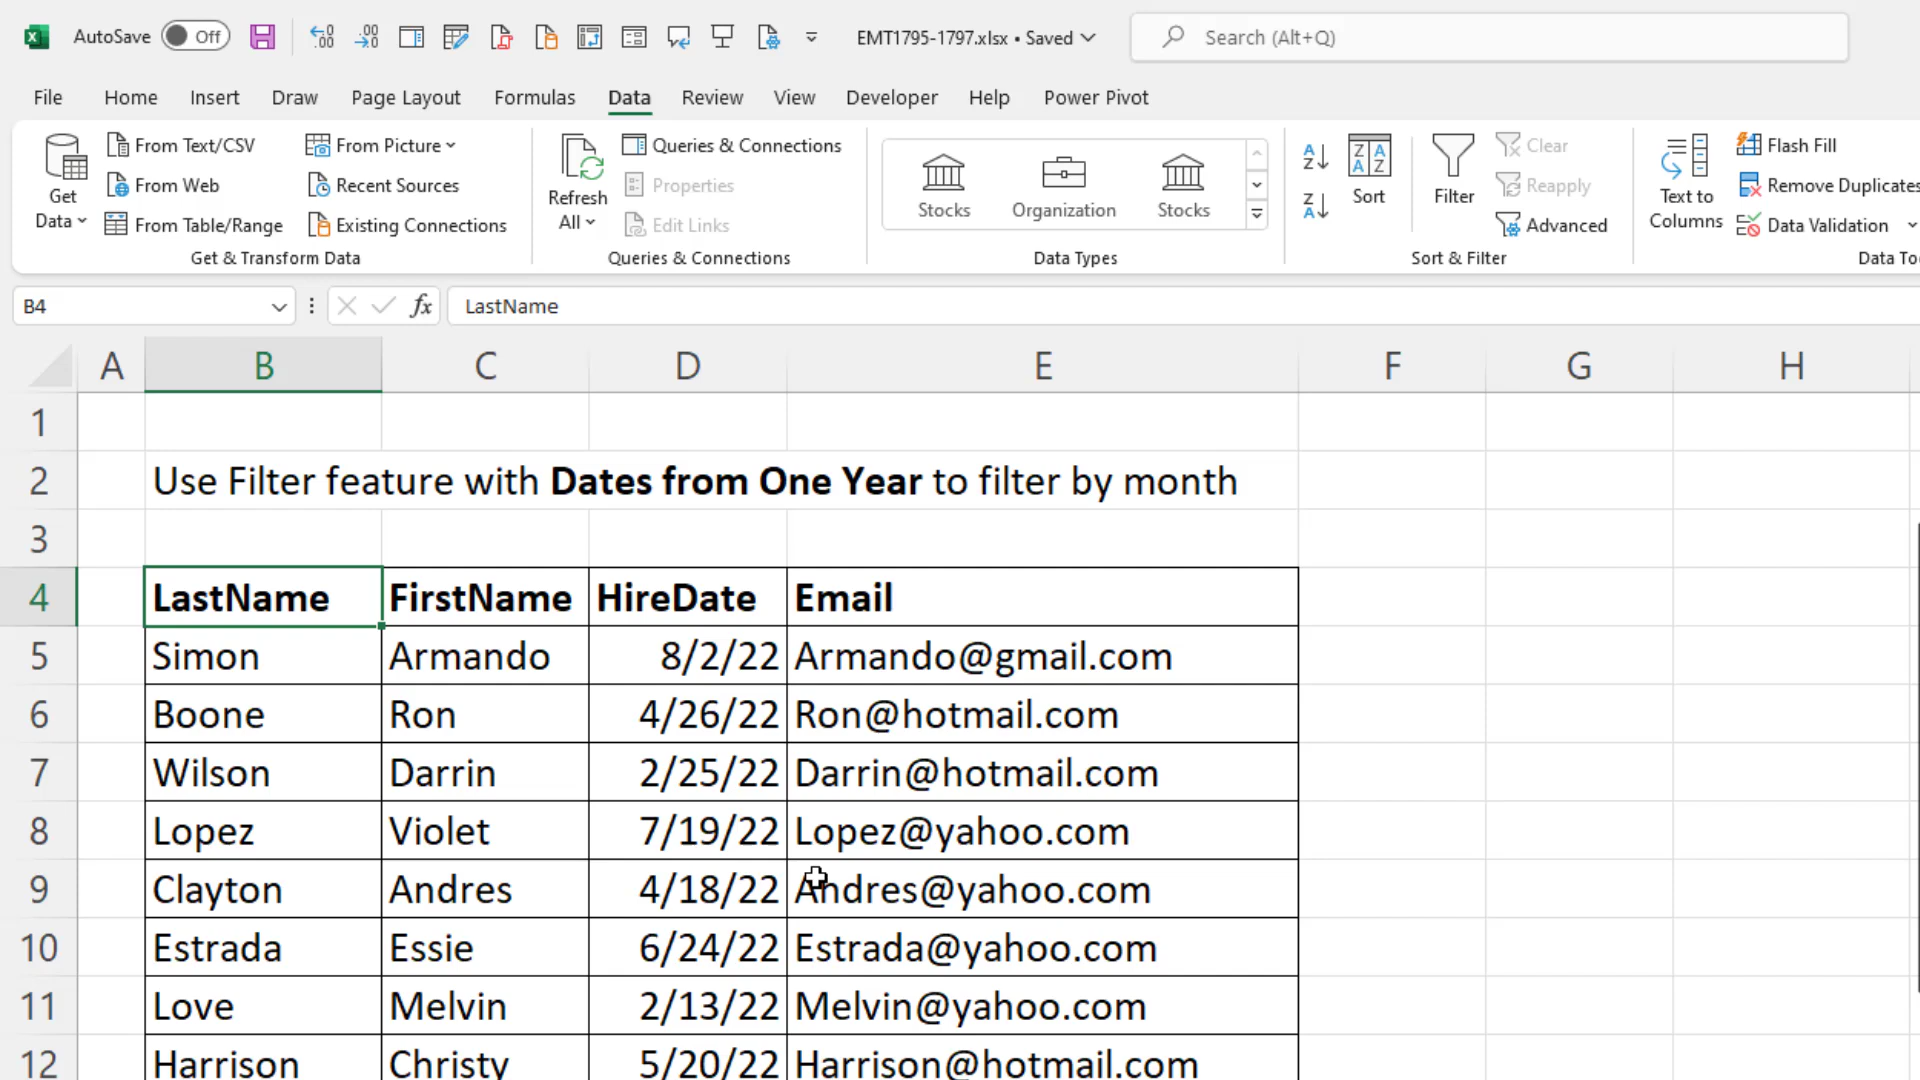 AutoSave Off EMT1795-1797.xlsx • Saved Search (Alt+Q)
File Home Insert Draw Page Layout Formulas Data Review View Developer Help Power Pivot
Get Data
From Text/CSV
From Web
From Table/Range
From Picture
Recent Sources
Existing Connections
Get & Transform Data
Refresh All
Queries & Connections
Properties
Edit Links
Queries & Connections
Stocks Organization Stocks
Data Types
Sort
Filter
Clear
Reapply
Advanced
Sort & Filter
Text to Columns
Flash Fill
Remove Duplicates
Data Validation
Data To
B4 fx LastName
A B C D E F G H
1
2 Use Filter feature with Dates from One Year to filter by month
3
4 LastName FirstName HireDate Email
5 Simon Armando 8/2/22 Armando@gmail.com
6 Boone Ron 4/26/22 Ron@hotmail.com
7 Wilson Darrin 2/25/22 Darrin@hotmail.com
8 Lopez Violet 7/19/22 Lopez@yahoo.com
9 Clayton Andres 4/18/22 Andres@yahoo.com
10 Estrada Essie 6/24/22 Estrada@yahoo.com
11 Love Melvin 2/13/22 Melvin@yahoo.com
12 Harrison Christy 5/20/22 Harrison@hotmail.com